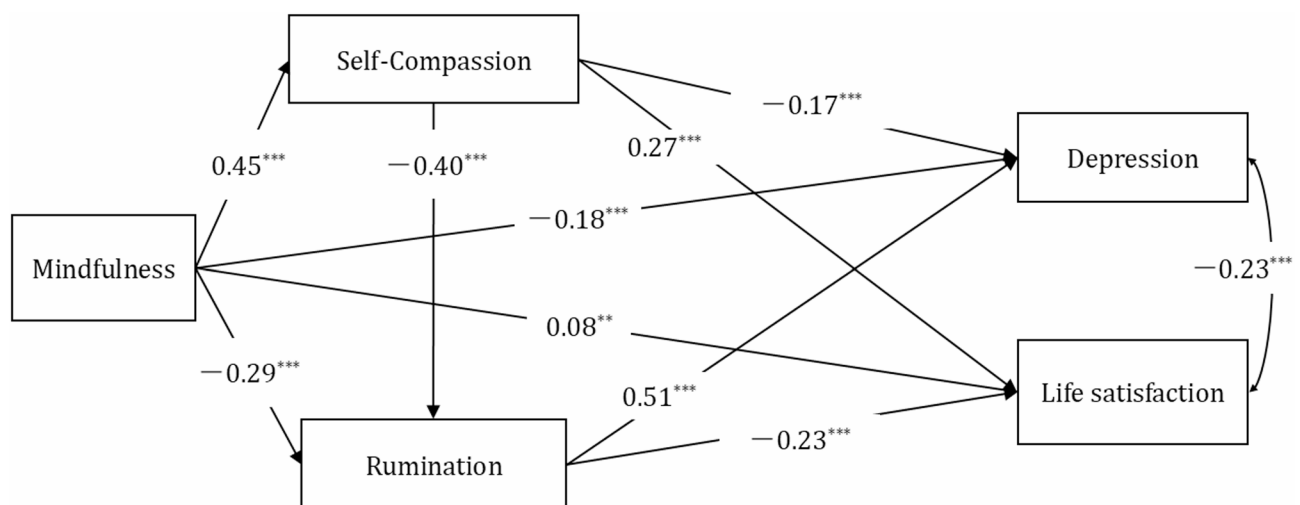 Self-Compassion
−0.17***
0.27***
Depression
0.45***
−0.40***
−0.18***
Mindfulness
−0.23***
0.08**
−0.29***
0.51***
Life satisfaction
−0.23***
Rumination